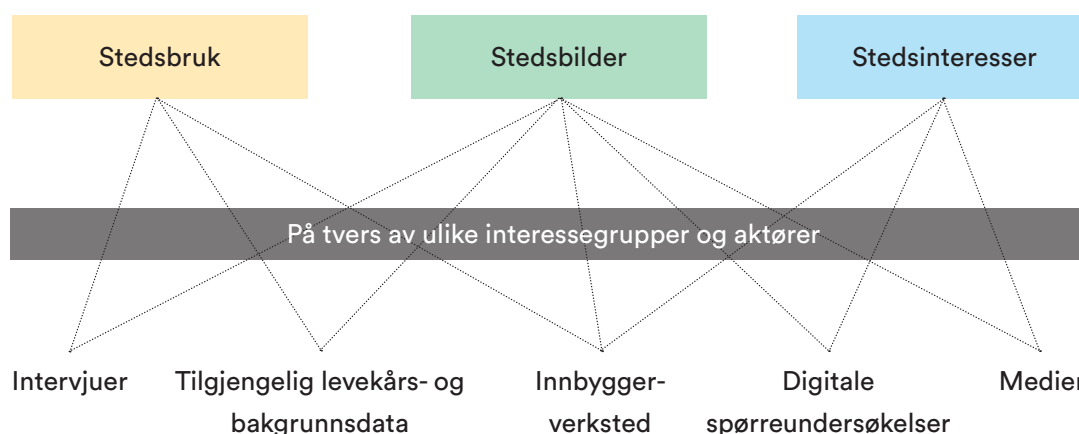 Stedsbruk
Stedsbilder
Stedsinteresser
På tvers av ulike interessegrupper og aktører
Intervjuer
Tilgjengelig levekårs- og
bakgrunnsdata
Innbygger-
verksted
Digitale
spørreundersøkelser
Medier